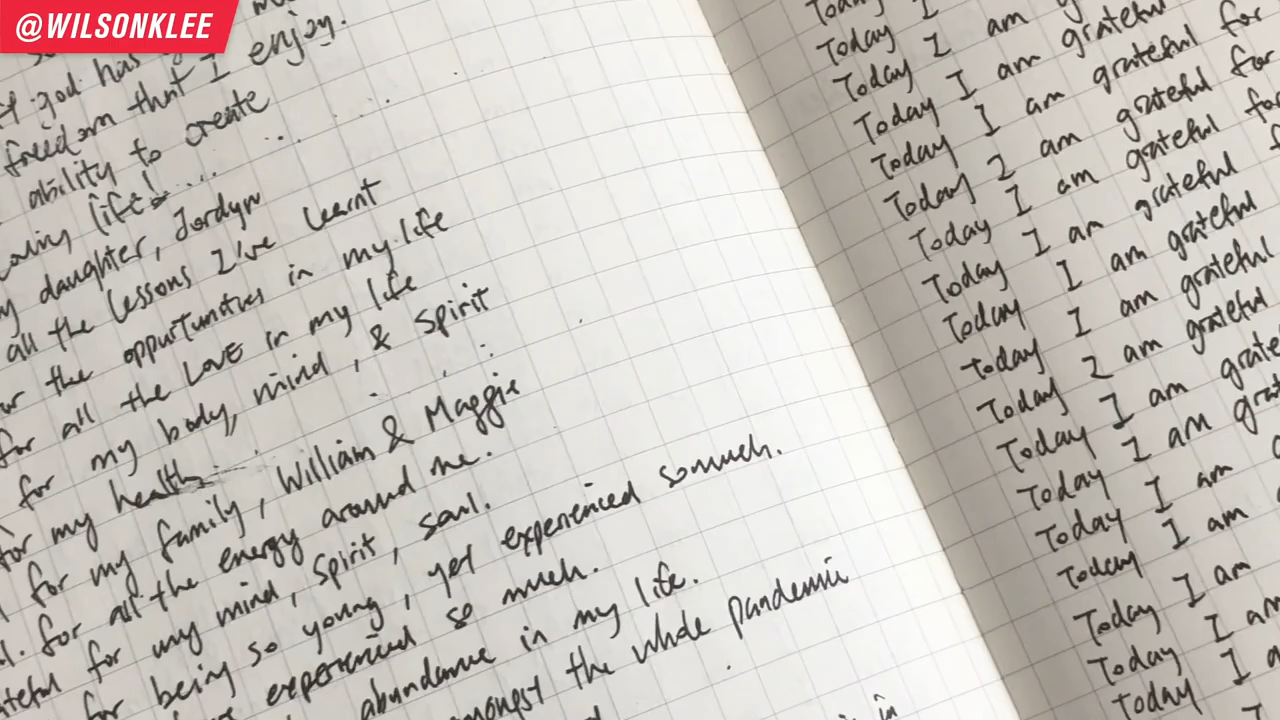 @WILSONKLEE
god has
freedom that I enjoy.
ability to create
life!....
daughter, Jordyn
all the lessons I've learnt
the oppurtunities in my life
for all the love in my life
for my body, mind, & spirit
for my health
for my family, William & Maggie
for all the energy around me.
for my mind, spirit, soul.
for being so young, yet experienced so much.
experienced so much.
abundance in my life.
amongst the whole pandemic
in
Today I
Today I am
Today I am grateful
Today I am grateful for
Today I am grateful for
Today I am grateful for
Today I am grateful for
Today I am grateful
Today I am grateful
Today I am grateful
Today I am grateful
Today I am
Today I am
Today I am
Today I am
Today I am
Today I am
Today I